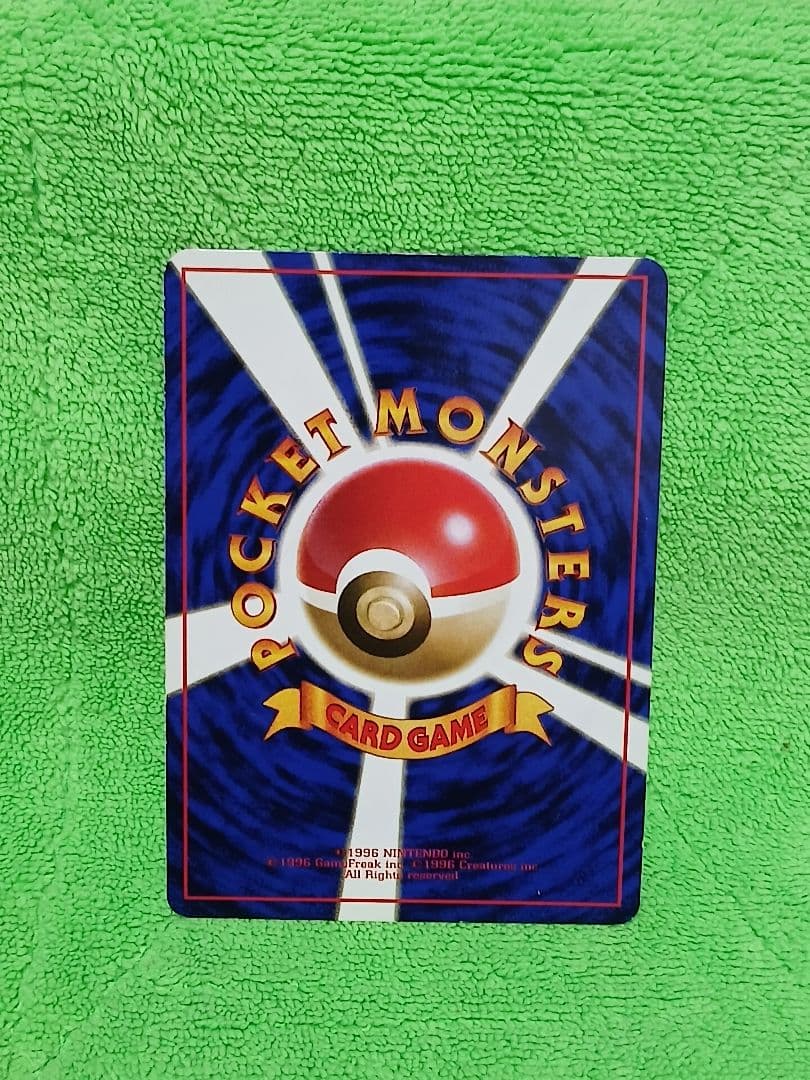 POCKET MONSTERS
CARD GAME
©1996 NINTENDO inc.
©1996 GameFreak inc. ©1996 Creatures inc.
All Rights reserved